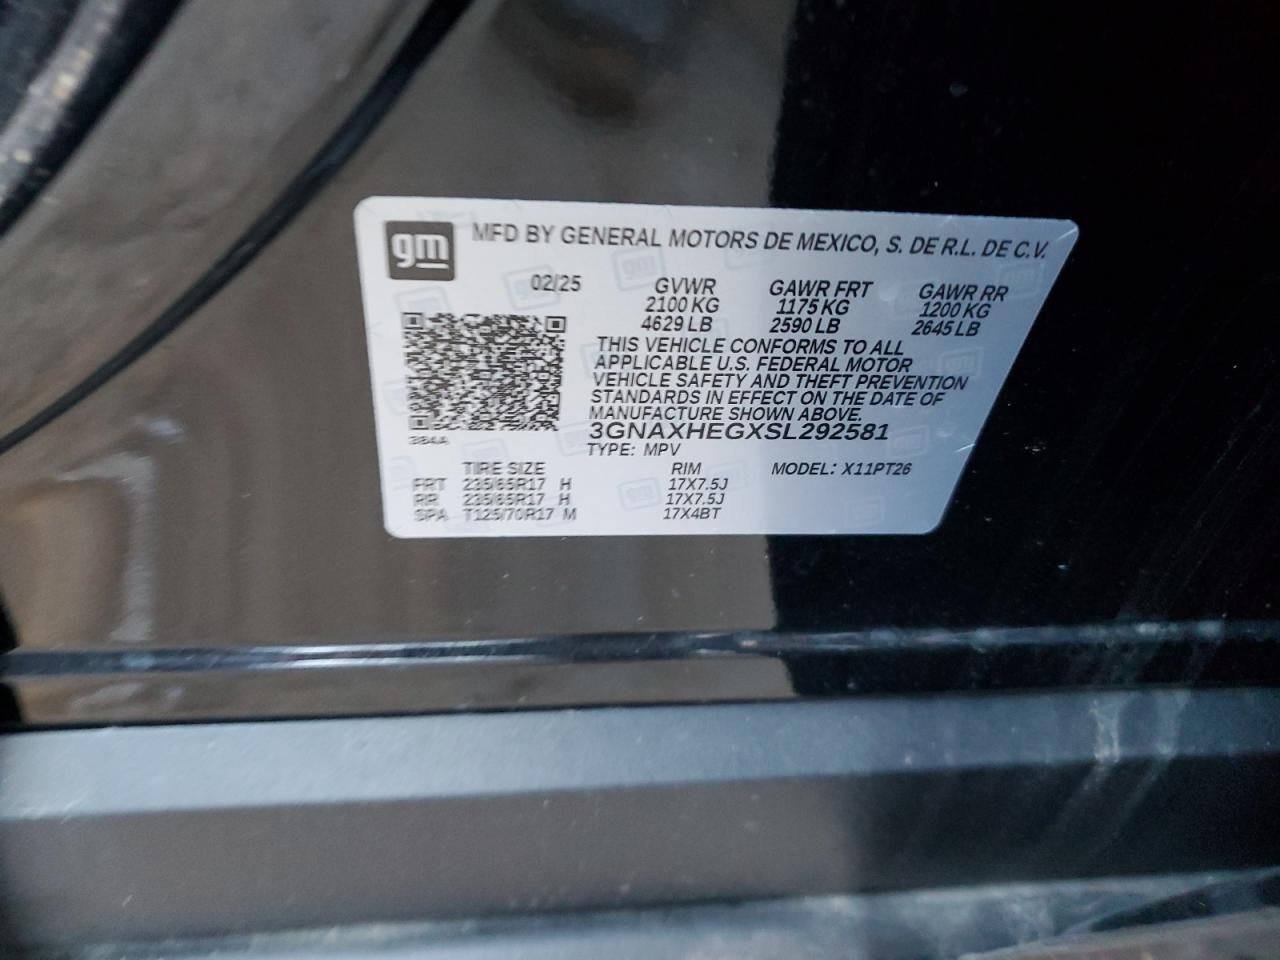 gm
MFD BY GENERAL MOTORS DE MEXICO, S. DE R.L. DE C.V.
02/25 GVWR GAWR FRT GAWR RR
2100 KG 1175 KG 1200 KG
4629 LB 2590 LB 2645 LB
THIS VEHICLE CONFORMS TO ALL
APPLICABLE U.S. FEDERAL MOTOR
VEHICLE SAFETY AND THEFT PREVENTION
STANDARDS IN EFFECT ON THE DATE OF
MANUFACTURE SHOWN ABOVE.
3GNAXHEGXSL292581
384A
TYPE: MPV
TIRE SIZE RIM MODEL: X11PT26
FRT 235/65R17 H 17X7.5J
RR 235/65R17 H 17X7.5J
SPA T125/70R17 M 17X4BT